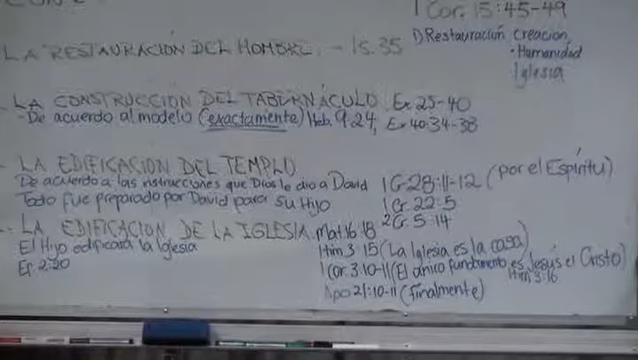 1 Cor. 15:45-49
1) Restauración Creación
• Humanidad
Iglesia
LA RESTAURACIÓN DEL HOMBRE. - Is. 35
LA CONSTRUCCIÓN DEL TABERNÁCULO Ex 25-40
- De acuerdo al modelo (exactamente) Heb. 9:24, Ex 40:34-38
- LA EDIFICACION DEL TEMPLO
De acuerdo a las instrucciones que Dios le dio a David 1 Cr 28:11-12 (por el Espíritu)
Todo fue preparado por David para su Hijo 1 Cr 22:5
2 Cr. 5:14
LA EDIFICACION DE LA IGLESIA. Mat 16:18
El Hijo edificará la Iglesia 1 tim 3:15 (La Iglesia es la casa)
Ef 2:20 1 Cor. 3:10-11 (El único fundamento es Jesús el Cristo)
1 tim 3:16
Apo 21:10-11 (finalmente)